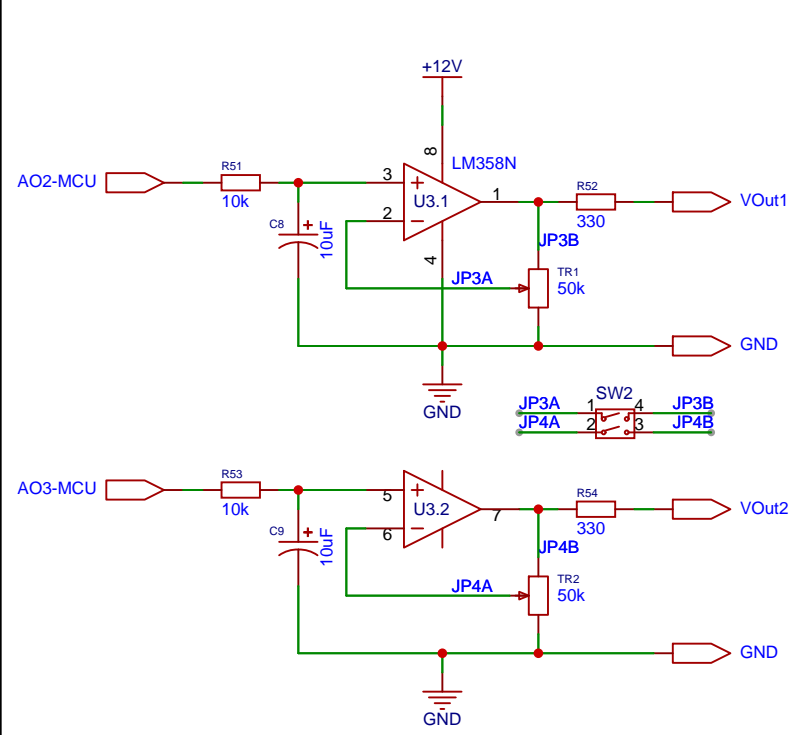 +12V
8
LM358N
AO2-MCU
R51
10k
3
+
U3.1
1
R52
330
VOut1
2
C8
+
10uF
JP3B
4
JP3A
TR1
50k
GND
GND
SW2
JP3A
1
4
JP3B
JP4A
2
3
JP4B
AO3-MCU
R53
10k
5
+
U3.2
7
R54
330
VOut2
6
C9
+
10uF
JP4B
JP4A
TR2
50k
GND
GND